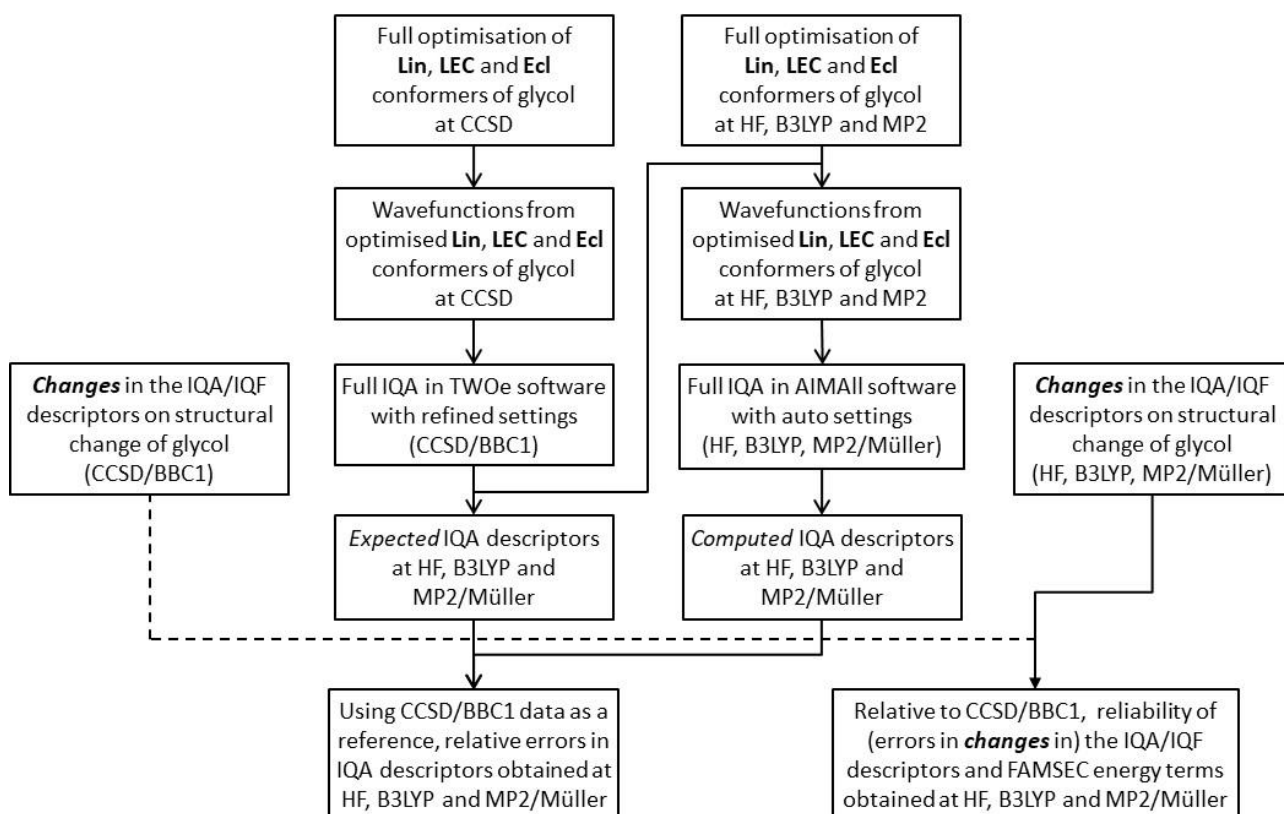 Full optimisation of
Lin, LEC and Ecl
conformers of glycol
at CCSD
Full optimisation of
Lin, LEC and Ecl
conformers of glycol
at HF, B3LYP and MP2
Wavefunctions from
optimised Lin, LEC and Ecl
conformers of glycol
at CCSD
Wavefunctions from
optimised Lin, LEC and Ecl
conformers of glycol
at HF, B3LYP and MP2
Changes in the IQA/IQF
descriptors on structural
change of glycol
(CCSD/BBC1)
Full IQA in TWOe software
with refined settings
(CCSD/BBC1)
Full IQA in AIMAll software
with auto settings
(HF, B3LYP, MP2/Müller)
Changes in the IQA/IQF
descriptors on structural
change of glycol
(HF, B3LYP, MP2/Müller)
Expected IQA descriptors
at HF, B3LYP and
MP2/Müller
Computed IQA descriptors
at HF, B3LYP and
MP2/Müller
Using CCSD/BBC1 data as a
reference, relative errors in
IQA descriptors obtained at
HF, B3LYP and MP2/Müller
Relative to CCSD/BBC1, reliability of
(errors in changes in) the IQA/IQF
descriptors and FAMSEC energy terms
obtained at HF, B3LYP and MP2/Müller